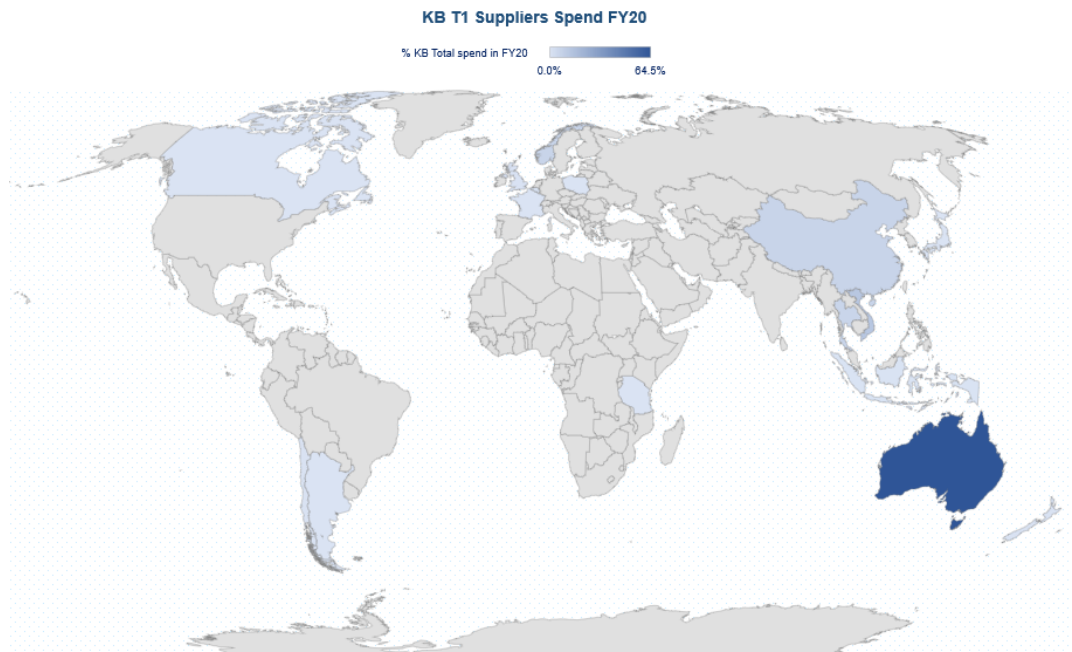 KB T1 Suppliers Spend FY20
% KB Total spend in FY20
0.0% 64.5%